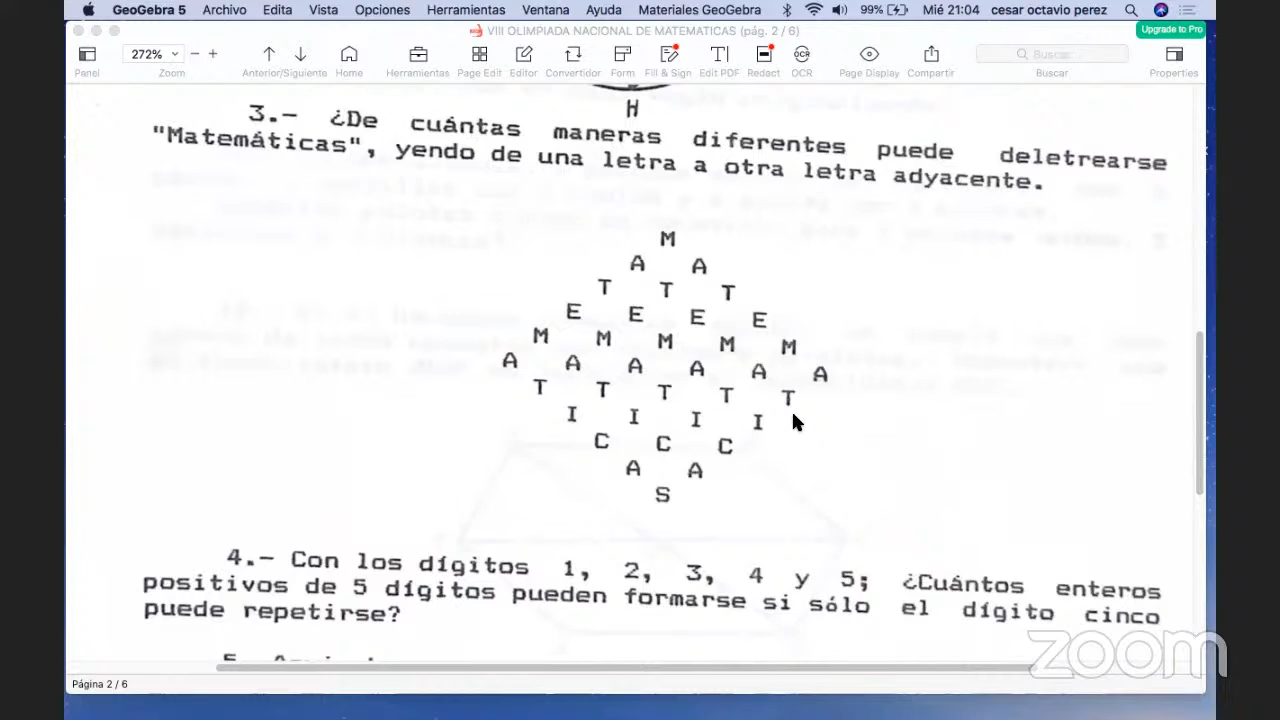 GeoGebra 5 Archivo Edita Vista Opciones Herramientas Ventana Ayuda Materiales GeoGebra 99% Mié 21:04 cesar octavio perez
VIII OLIMPIADA NACIONAL DE MATEMATICAS (pág. 2 / 6)
Upgrade to Pro
272%
Buscar...
Panel Zoom Anterior/Siguiente Home Herramientas Page Edit Editor Convertidor Form Fill & Sign Edit PDF Redact OCR Page Display Compartir Buscar Properties
H
3.- ¿De cuántas maneras diferentes puede deletrearse
"Matemáticas", yendo de una letra a otra letra adyacente.
M
A A
T T T
E E E E
M M M M M
A A A A A A
T T T T T
I I I I
C C C
A A
S
4.- Con los dígitos 1, 2, 3, 4 y 5; ¿Cuántos enteros
positivos de 5 dígitos pueden formarse si sólo el dígito cinco
puede repetirse?
zoom
Página 2 / 6